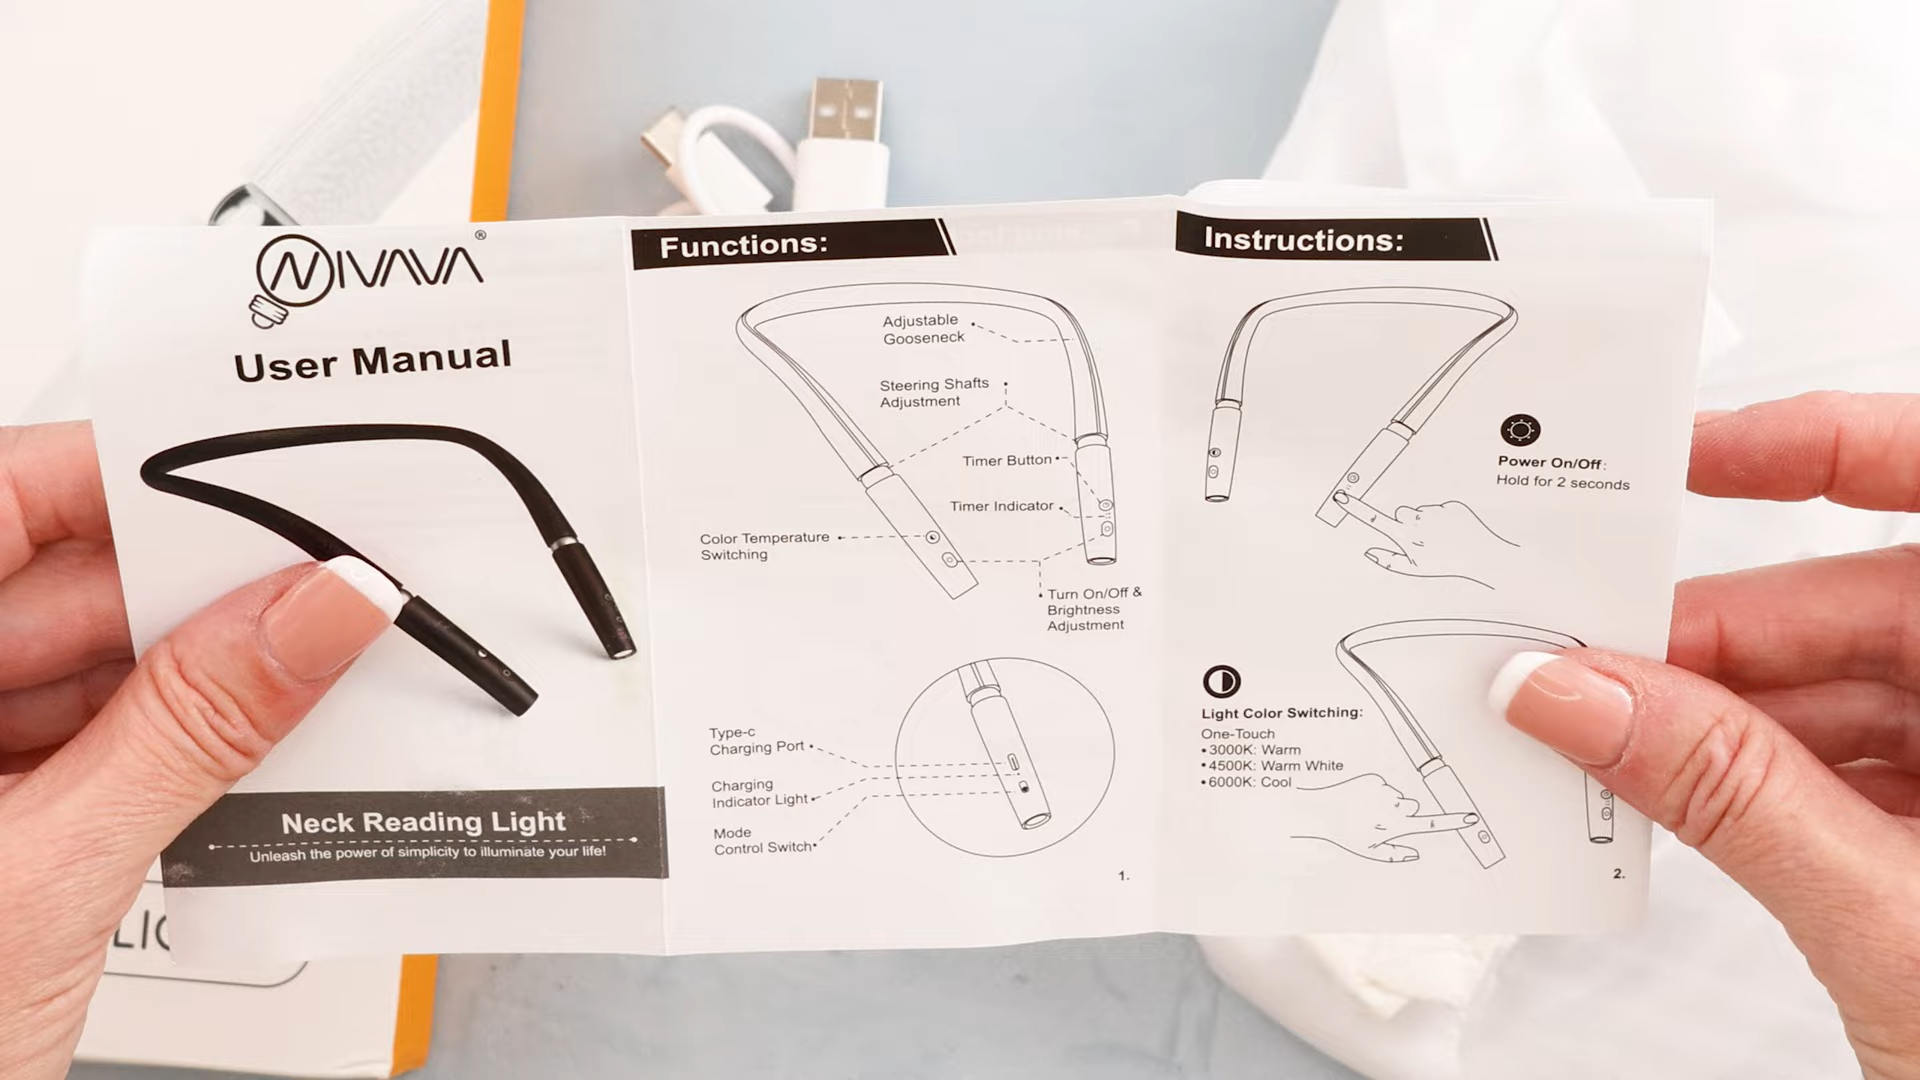 NIVAVA®
User Manual
Neck Reading Light
Unleash the power of simplicity to illuminate your life!
LIG
Functions:
Adjustable
Gooseneck
Steering Shafts
Adjustment
Timer Button
Timer Indicator
Color Temperature
Switching
Turn On/Off &
Brightness
Adjustment
Type-c
Charging Port
Charging
Indicator Light
Mode
Control Switch
1.
Instructions:
Power On/Off:
Hold for 2 seconds
Light Color Switching:
One-Touch
•3000K: Warm
•4500K: Warm White
•6000K: Cool
2.